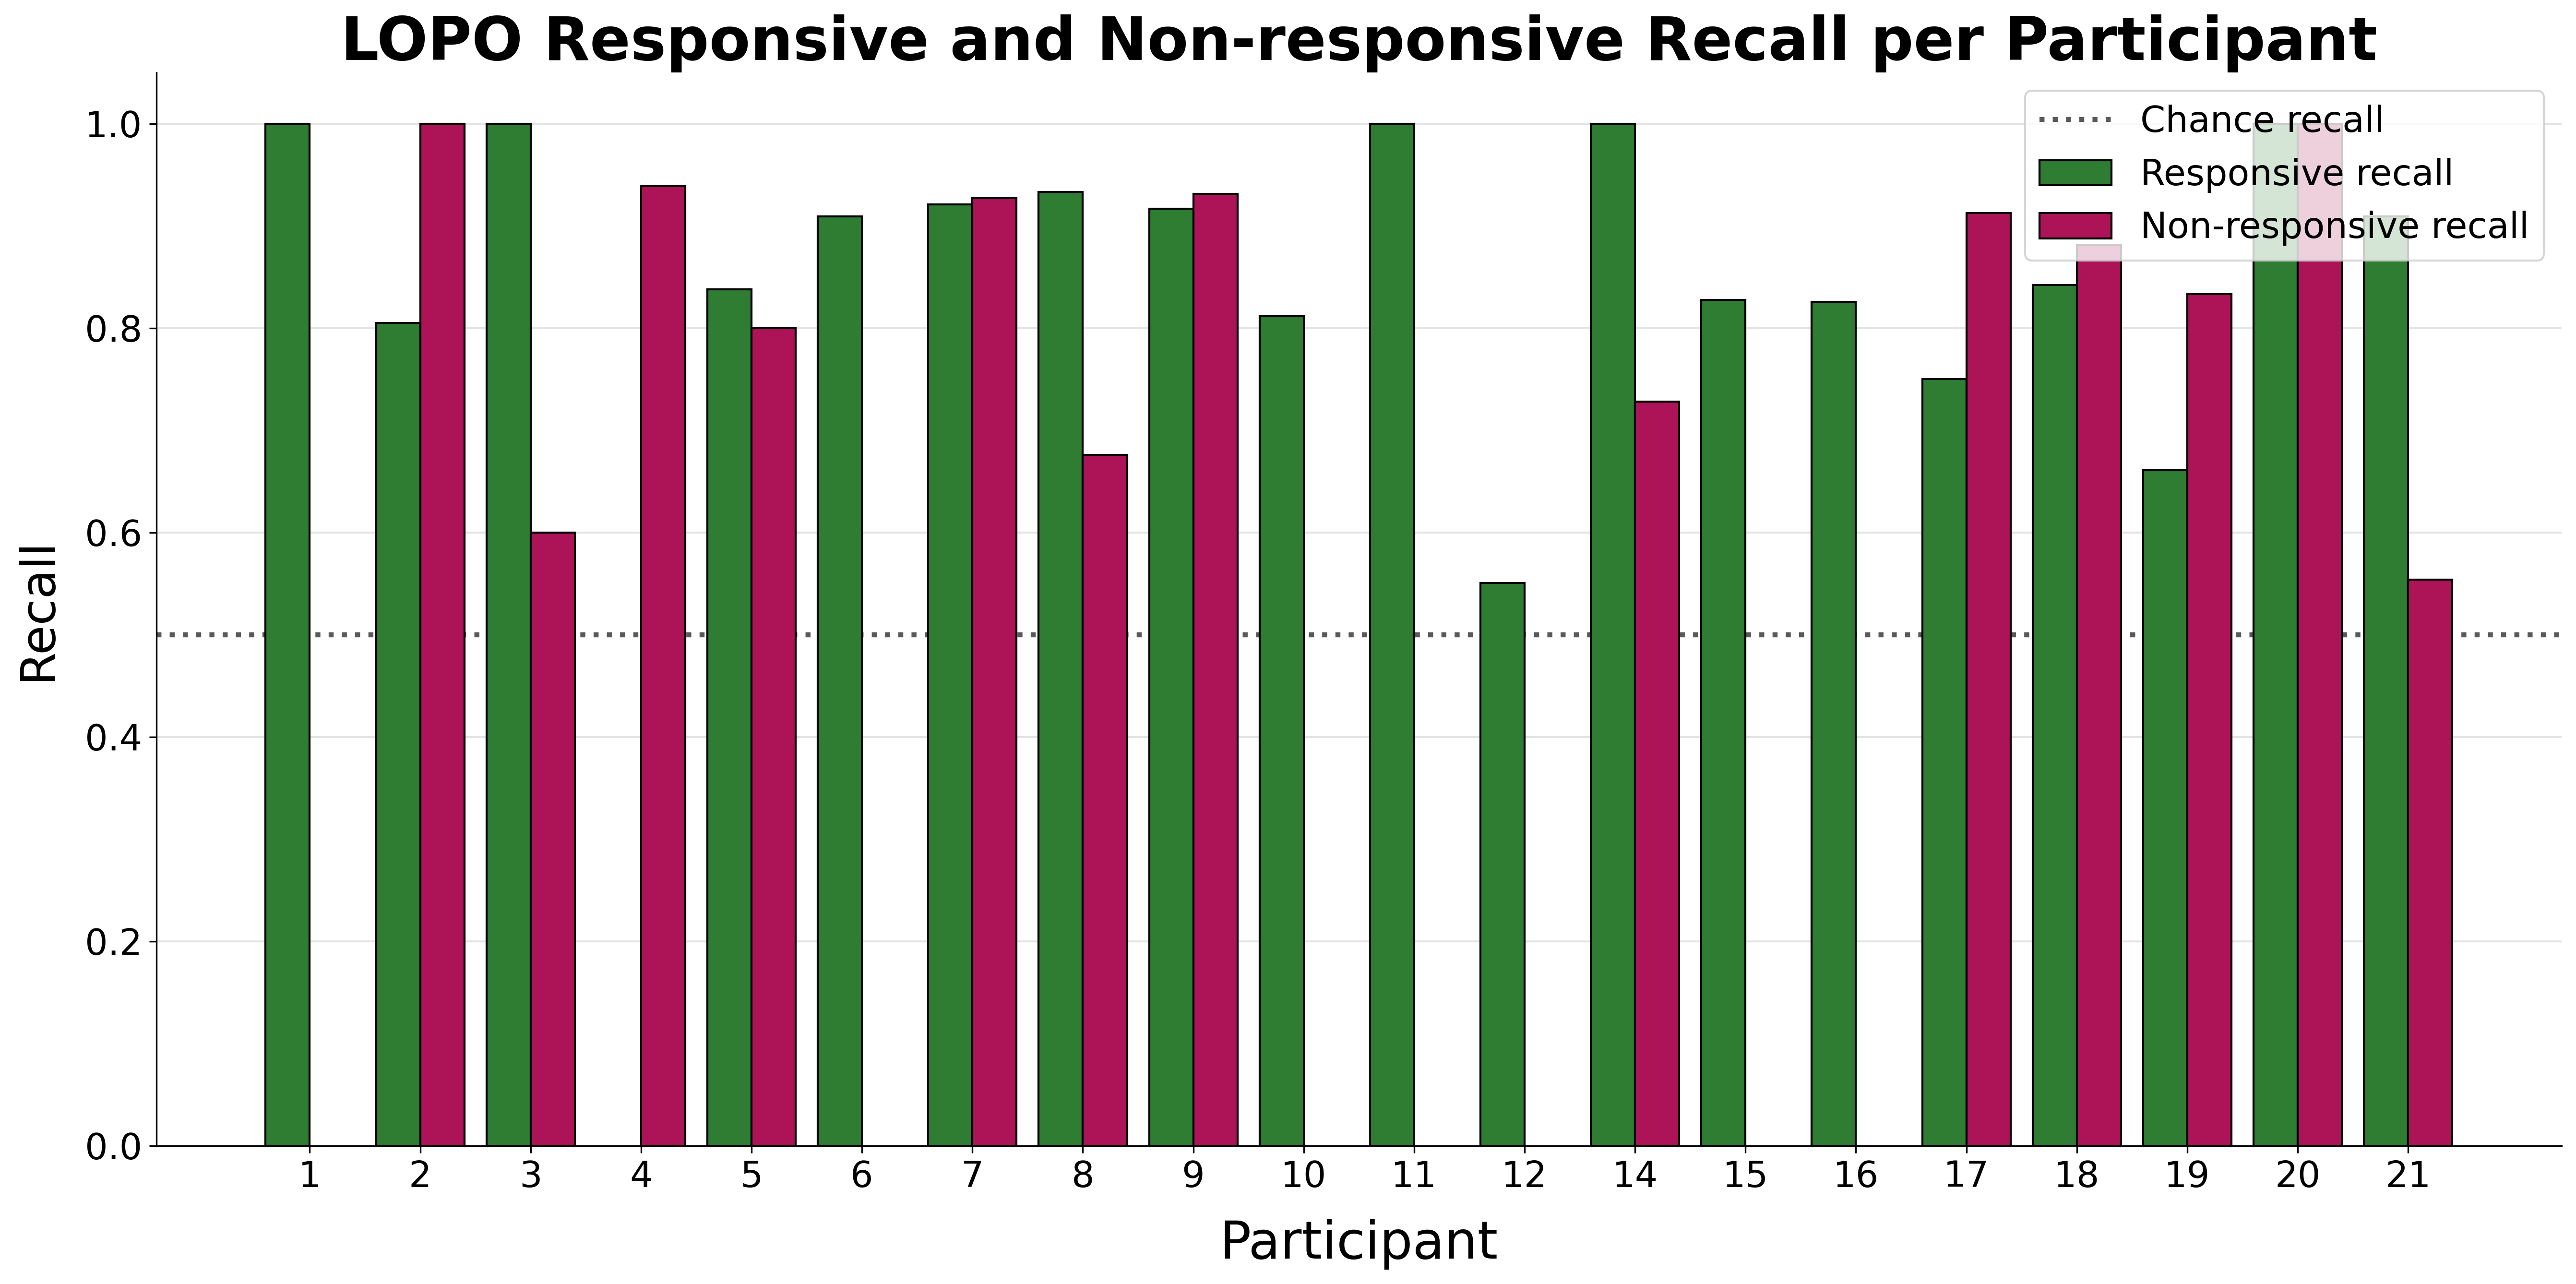 LOPO Responsive and Non-responsive Recall per Participant
Chance recall
Responsive recall
Non-responsive recall
1.0
0.8
0.6
0.4
0.2
0.0
Recall
1 2 3 4 5 6 7 8 9 10 11 12 14 15 16 17 18 19 20 21
Participant